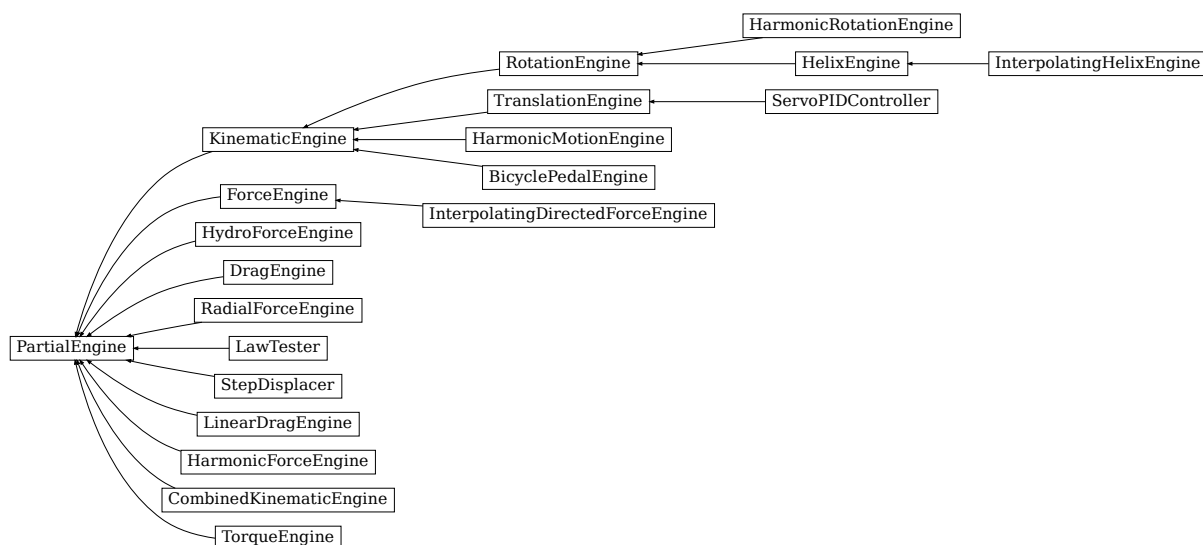 HarmonicRotationEngine
RotationEngine
HelixEngine
InterpolatingHelixEngine
TranslationEngine
ServoPIDController
KinematicEngine
HarmonicMotionEngine
BicyclePedalEngine
ForceEngine
InterpolatingDirectedForceEngine
HydroForceEngine
DragEngine
RadialForceEngine
PartialEngine
LawTester
StepDisplacer
LinearDragEngine
HarmonicForceEngine
CombinedKinematicEngine
TorqueEngine